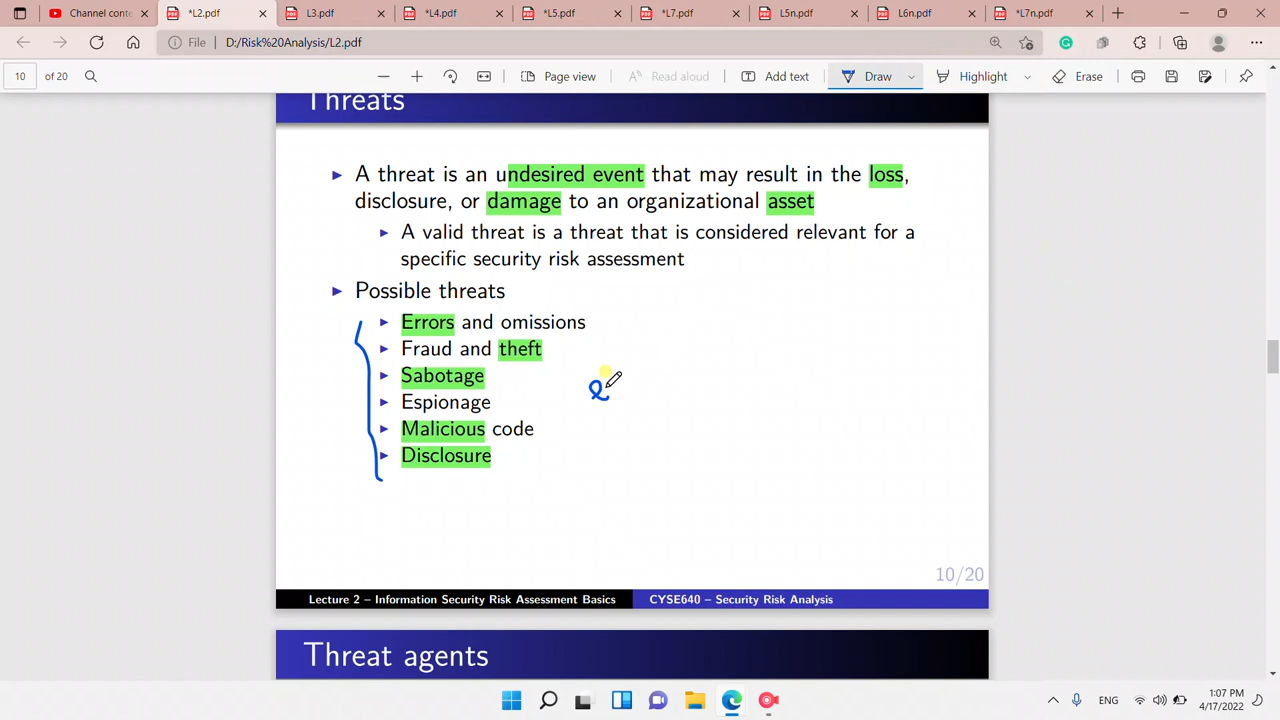 Channel conte
*L2.pdf
L3.pdf
*L4.pdf
*L5.pdf
*L7.pdf
L5n.pdf
L6n.pdf
*L7n.pdf
File D:/Risk%20Analysis/L2.pdf
10 of 20
Page view
Read aloud
Add text
Draw
Highlight
Erase
Threats
A threat is an undesired event that may result in the loss,
disclosure, or damage to an organizational asset
A valid threat is a threat that is considered relevant for a
specific security risk assessment
Possible threats
Errors and omissions
Fraud and theft
Sabotage
Espionage
Malicious code
Disclosure
10/20
Lecture 2 – Information Security Risk Assessment Basics CYSE640 – Security Risk Analysis
Threat agents
ENG
1:07 PM
4/17/2022